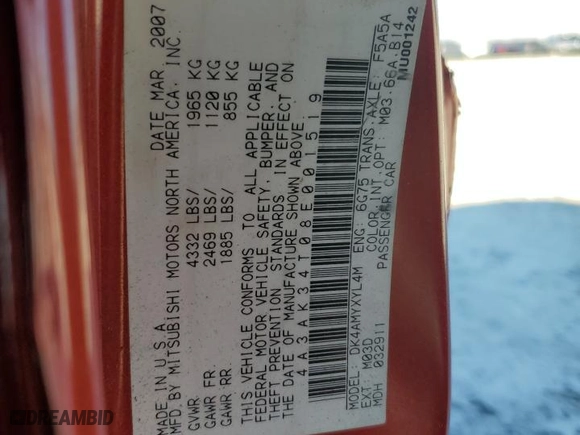 MADE IN U.S.A. DATE MAR 2007
MFD.BY MITSUBISHI MOTORS NORTH AMERICA, INC.
GVWR 4332 LBS/ 1965 KG
GAWR FR. 2469 LBS/ 1120 KG
GAWR RR. 1885 LBS/ 855 KG
THIS VEHICLE CONFORMS TO ALL APPLICABLE
FEDERAL MOTOR VEHICLE SAFETY, BUMPER, AND
THEFT PREVENTION STANDARDS IN EFFECT ON
THE DATE OF MANUFACTURE SHOWN ABOVE.
4A3AK34T08E001519
MODEL: DK4AMYXYL4M ENG: 6G75 TRANS.AXLE: F5A5A
EXT: M03D COLOR.INT.OPT: M03.66A.B14
MDH 032911 PASSENGER CAR MU001242
DREAMBID